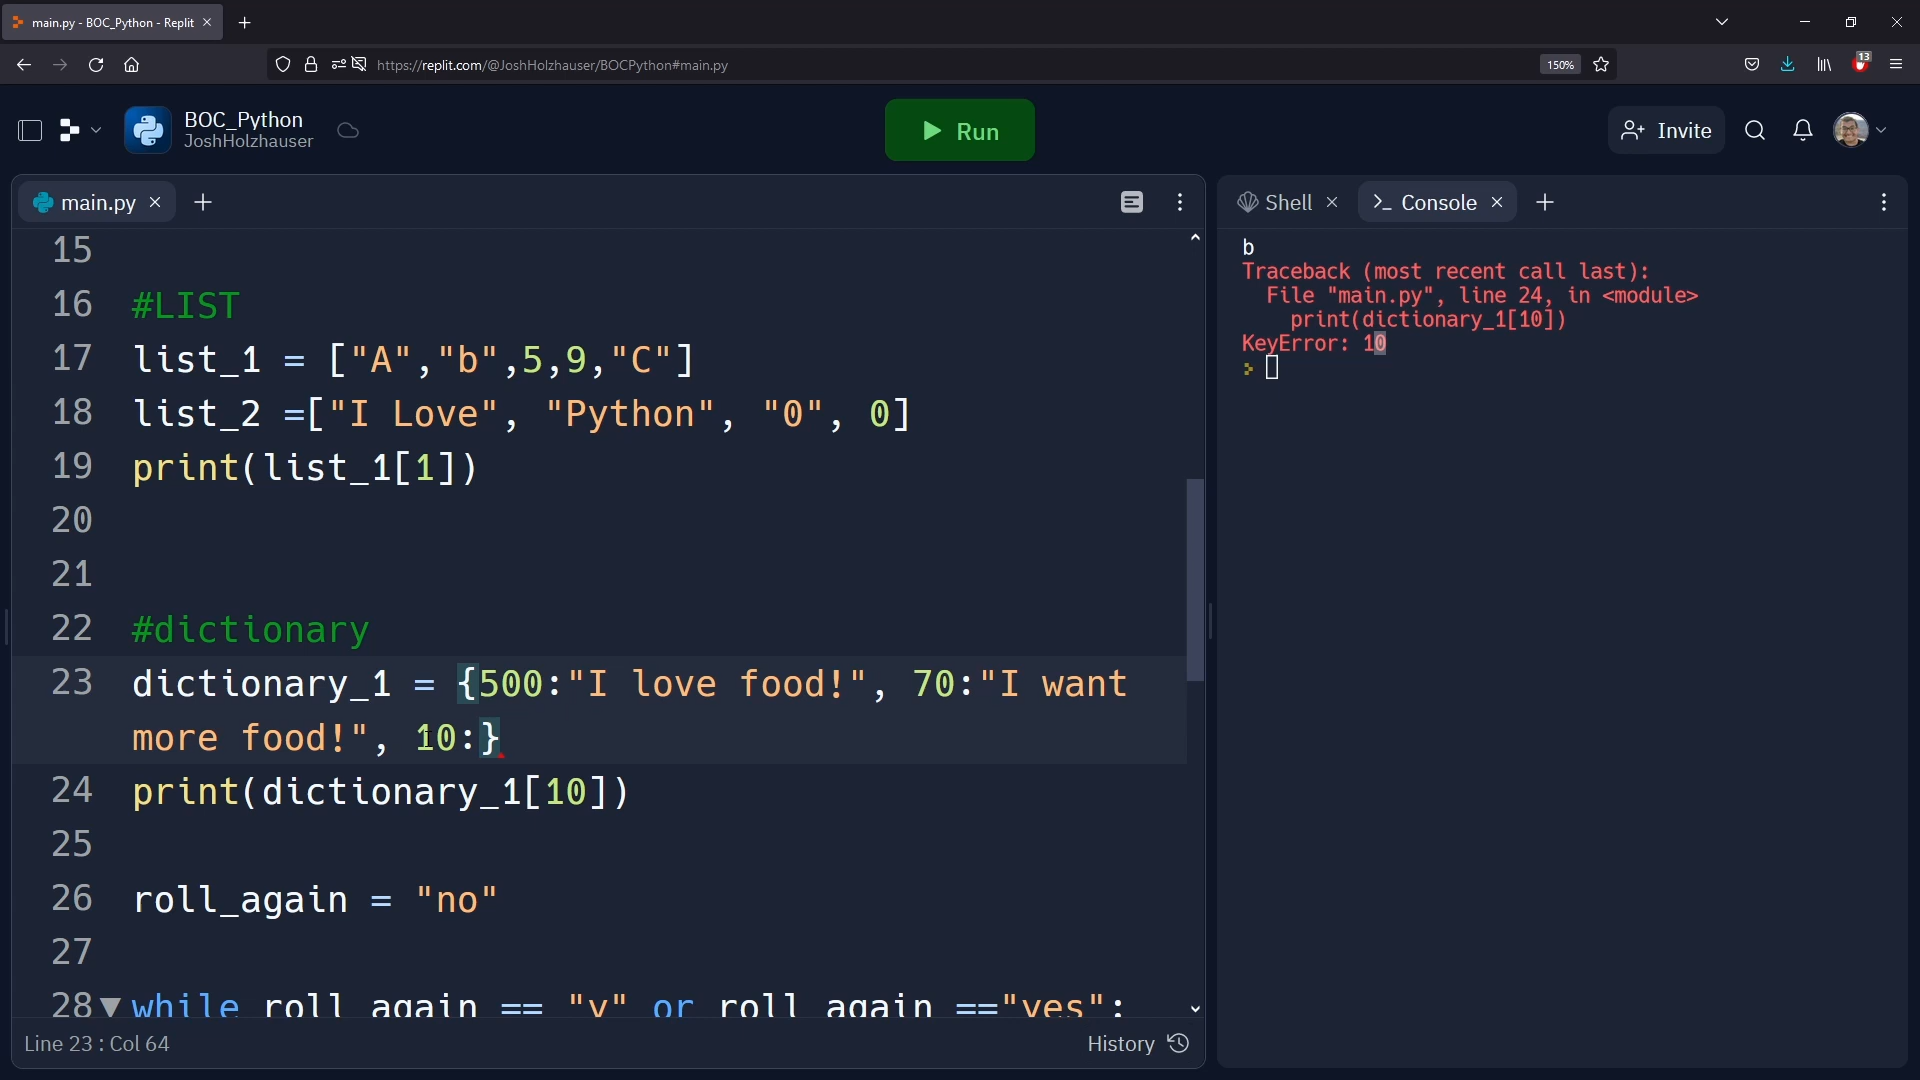 main.py - BOC_Python - Replit
https://replit.com/@JoshHolzhauser/BOCPython#main.py
150%
13
BOC_Python
JoshHolzhauser
Run
Invite
main.py
Shell
Console
15
16 #LIST
17 list_1 = ["A","b",5,9,"C"]
18 list_2 =["I Love", "Python", "0", 0]
19 print(list_1[1])
20
21
22 #dictionary
23 dictionary_1 = {500:"I love food!", 70:"I want
more food!", 10:}
24 print(dictionary_1[10])
25
26 roll_again = "no"
27
28 while roll_again == "y" or roll_again =="yes":
Line 23 : Col 64
History
b
Traceback (most recent call last):
File "main.py", line 24, in <module>
print(dictionary_1[10])
KeyError: 10